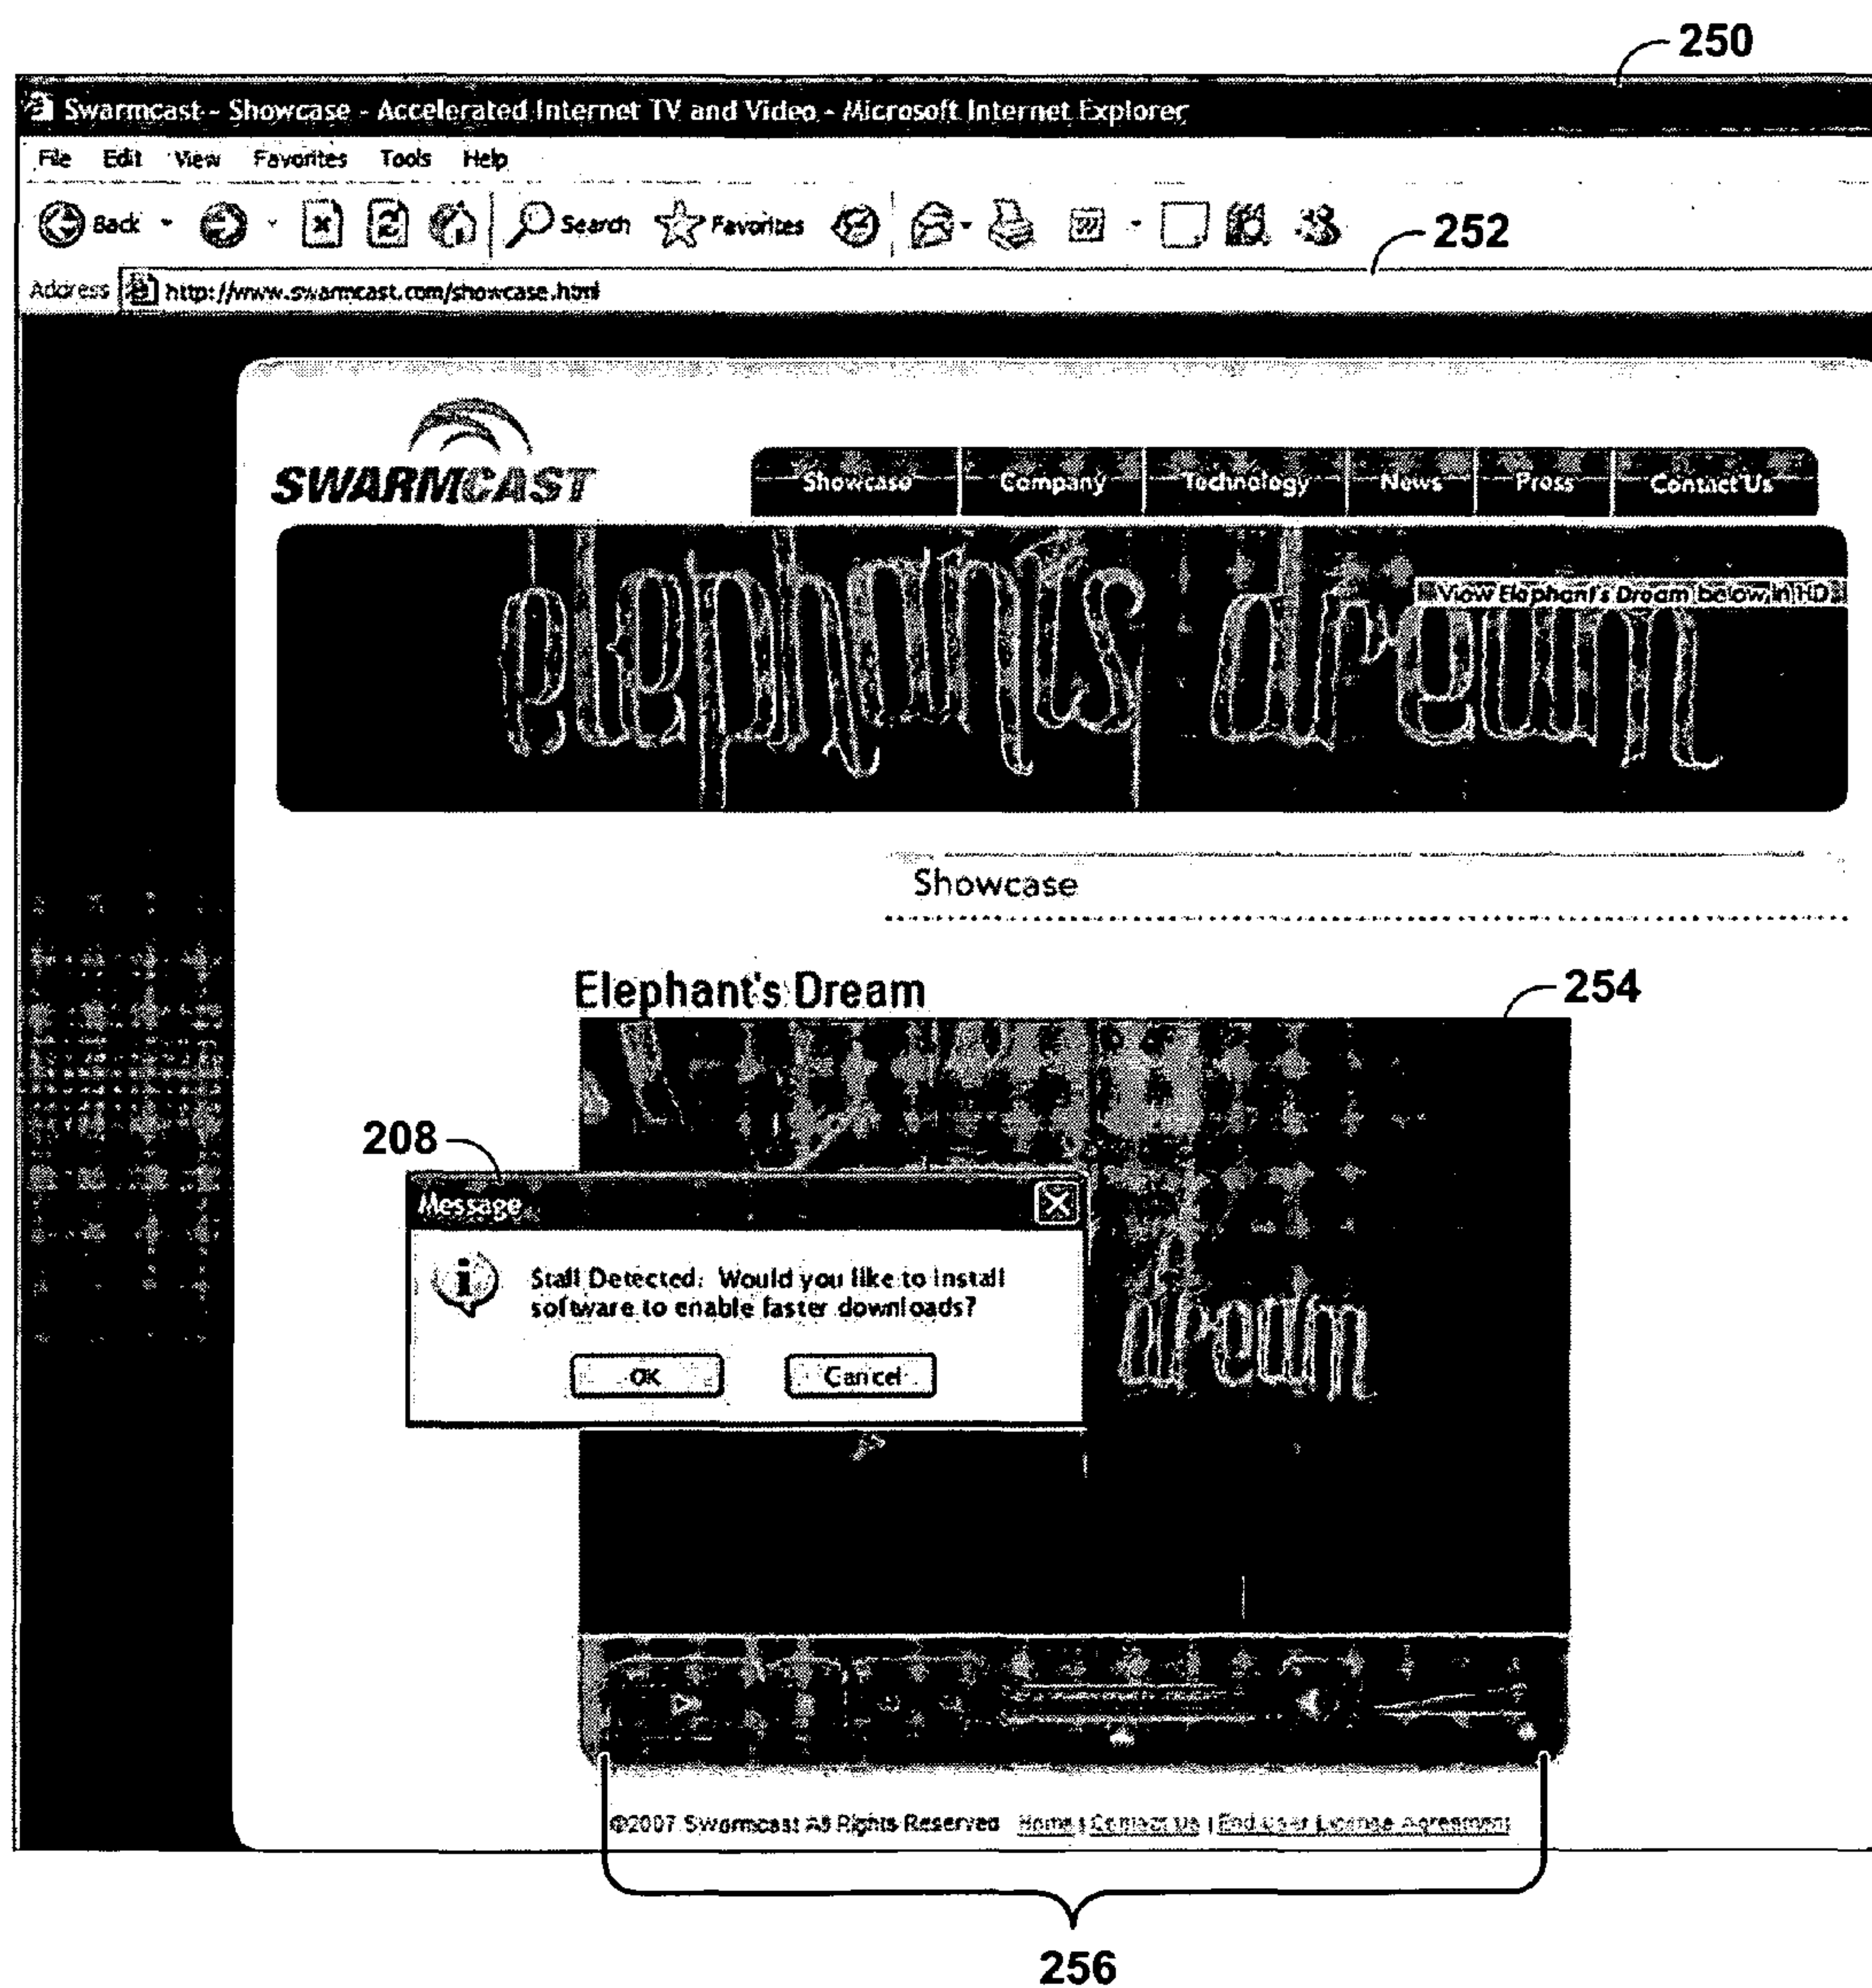 250
Swarmcast - Showcase - Accelerated Internet TV and Video - Microsoft Internet Explorer
File Edit View Favorites Tools Help
Back Search Favorites
252
Address http://www.swarmcast.com/showcase.html
SWARMCAST
Showcase Company Technology News Press Contact Us
elephants dream
View Elephant's Dream below in HD
Showcase
Elephant's Dream
254
208
Message
Stall Detected. Would you like to install
software to enable faster downloads?
dream
OK Cancel
©2007 Swarmcast All Rights Reserved Home | Contact Us | End User License Agreement
256